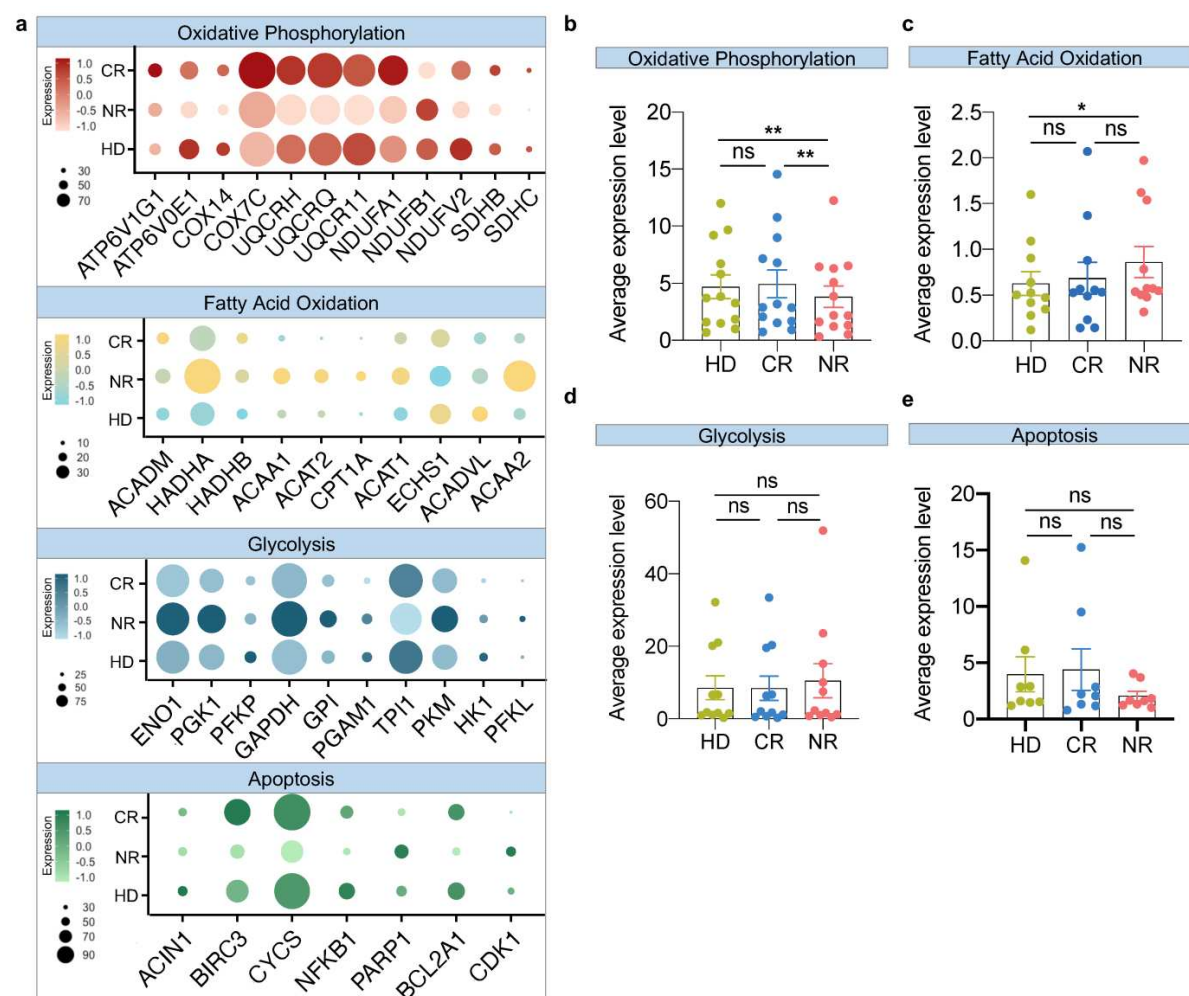 a
Oxidative Phosphorylation
Expression
1.0
0.5
0.0
-0.5
-1.0
30
50
70
CR
NR
HD
ATP6V1G1
ATP6V0E1
COX14
COX7C
UQCRH
UQCRQ
UQCR11
NDUFA1
NDUFB1
NDUFV2
SDHB
SDHC
Fatty Acid Oxidation
Expression
1.0
0.5
0.0
-0.5
-1.0
10
20
30
CR
NR
HD
ACADM
HADHA
HADHB
ACAA1
ACAT2
CPT1A
ACAT1
ECHS1
ACADVL
ACAA2
Glycolysis
Expression
1.0
0.5
0.0
-0.5
-1.0
25
50
75
CR
NR
HD
ENO1
PGK1
PFKP
GAPDH
GPI
PGAM1
TPI1
PKM
HK1
PFKL
Apoptosis
Expression
1.0
0.5
0.0
-0.5
-1.0
30
50
70
90
CR
NR
HD
ACIN1
BIRC3
CYCS
NFKB1
PARP1
BCL2A1
CDK1
b
Oxidative Phosphorylation
Average expression level
20
15
10
5
0
**
ns
**
HD CR NR
c
Fatty Acid Oxidation
Average expression level
2.5
2.0
1.5
1.0
0.5
0.0
*
ns
ns
HD CR NR
d
Glycolysis
Average expression level
60
40
20
0
ns
ns
ns
HD CR NR
e
Apoptosis
Average expression level
20
15
10
5
0
ns
ns
ns
HD CR NR